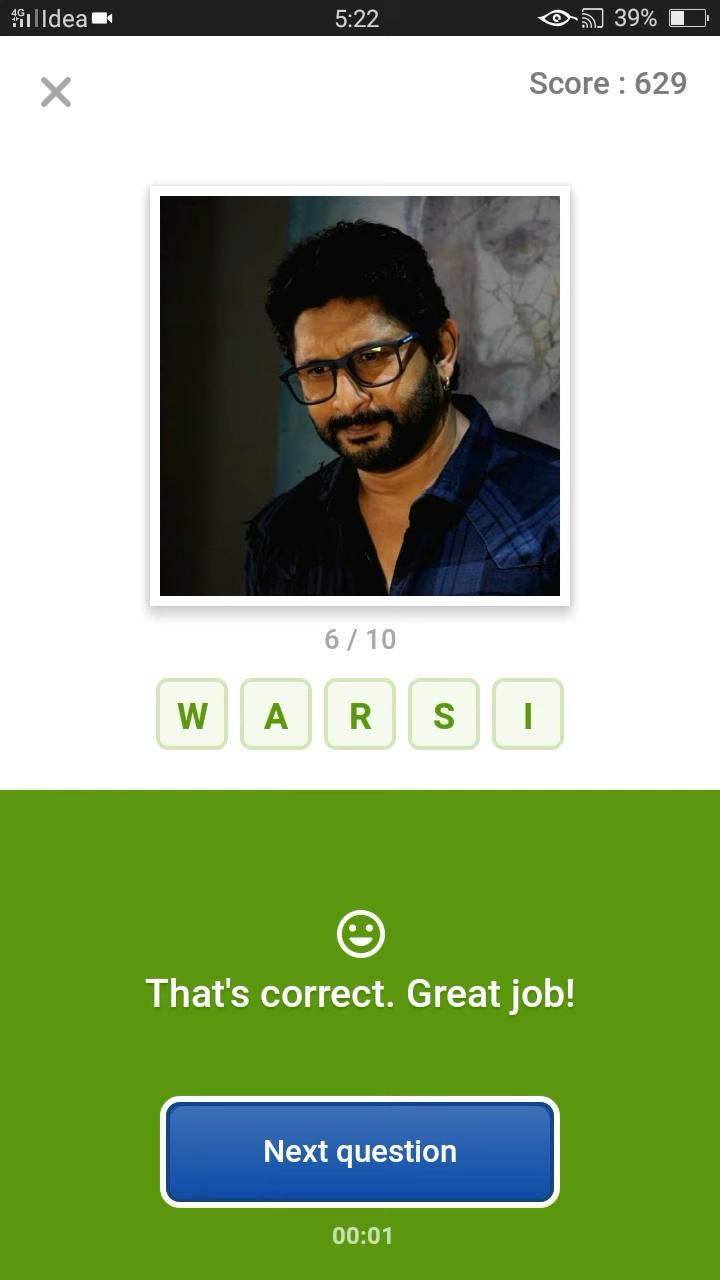 4G Idea 5:22 39%
Score : 629
6 / 10
W A R S I
That's correct. Great job!
Next question
00:01